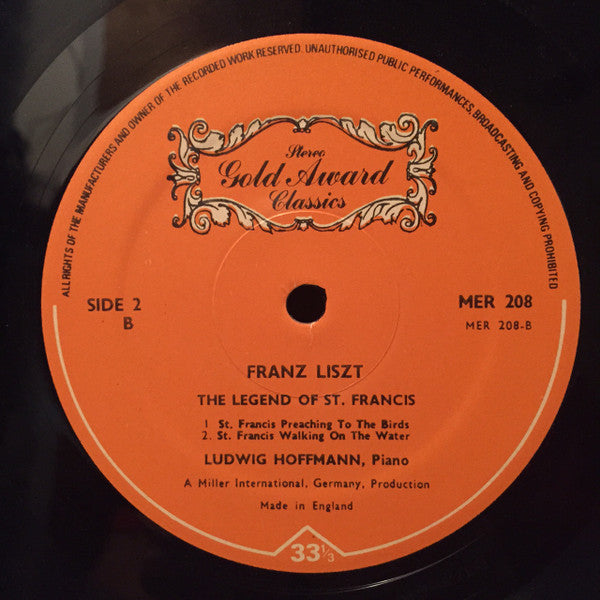 ALL RIGHTS OF THE MANUFACTURERS AND OWNER OF THE RECORDED WORK RESERVED. UNAUTHORISED PUBLIC PERFORMANCES, BROADCASTING AND COPYING PROHIBITED
Stereo
Gold Award
Classics
SIDE 2
B
MER 208
MER 208-B
FRANZ LISZT
THE LEGEND OF ST. FRANCIS
1 St. Francis Preaching To The Birds
2. St. Francis Walking On The Water
LUDWIG HOFFMANN, Piano
A Miller International, Germany, Production
Made in England
33 1/3